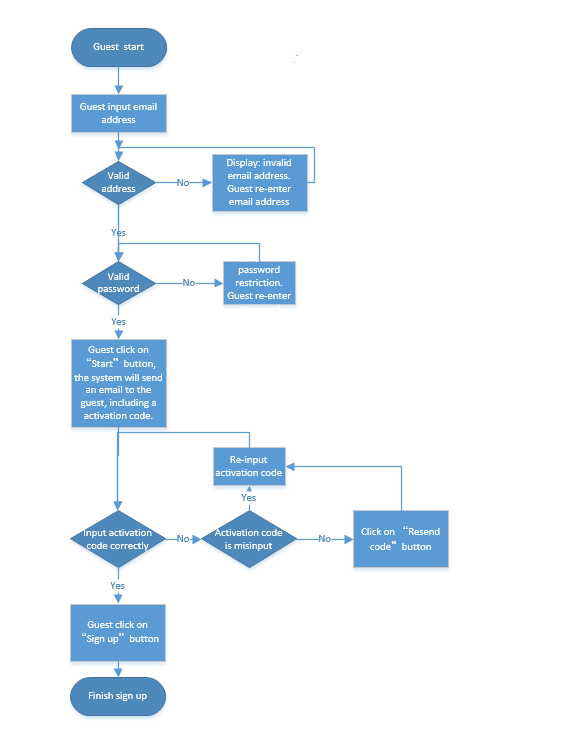 Guest start
Guest input email
address
Valid
address
No
Display: invalid
email address.
Guest re-enter
email address
Yes
Valid
password
No
password
restriction.
Guest re-enter
Yes
Guest click on
“Start” button,
the system will send
an email to the
guest, including a
activation code.
Re-input
activation code
Yes
Input activation
code correctly
No
Activation code
is misinput
No
Click on “Resend
code” button
Yes
Guest click on
“Sign up” button
Finish sign up